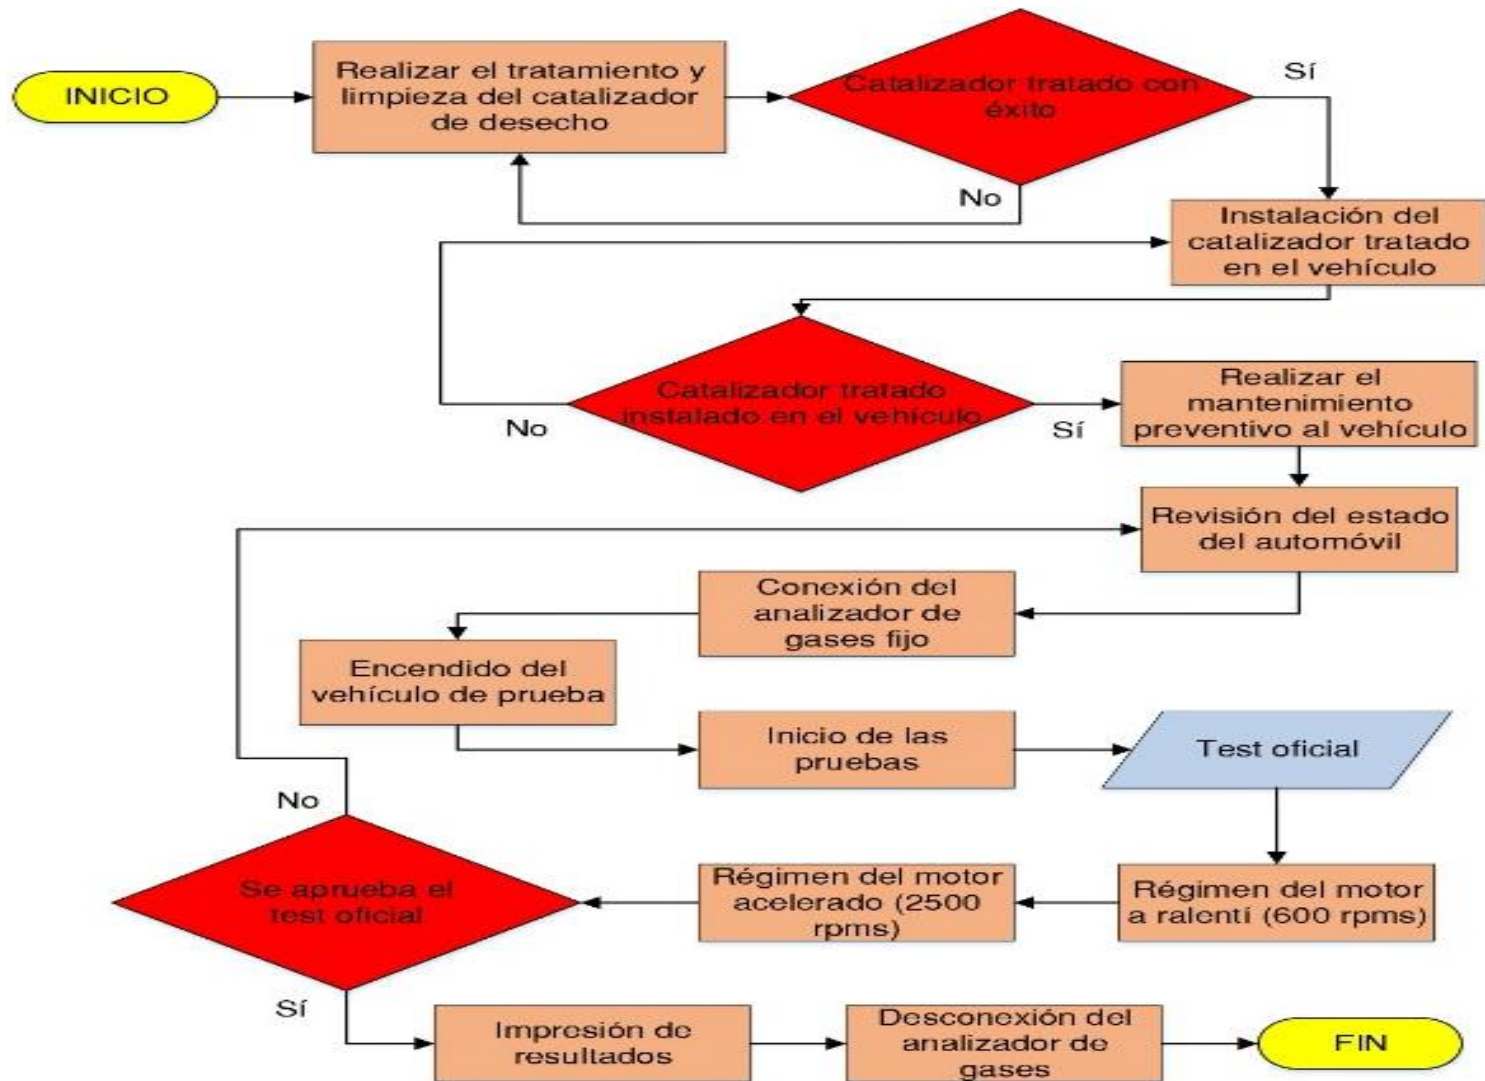 INICIO
Realizar el tratamiento y
limpieza del catalizador
de desecho
Catalizador tratado con
éxito
Sí
No
Instalación del
catalizador tratado
en el vehículo
Catalizador tratado
instalado en el vehículo
No
Sí
Realizar el
mantenimiento
preventivo al vehículo
Revisión del estado
del automóvil
Conexión del
analizador de
gases fijo
Encendido del
vehículo de prueba
Inicio de las
pruebas
Test oficial
Régimen del motor
a ralentí (600 rpms)
Régimen del motor
acelerado (2500
rpms)
Se aprueba el
test oficial
No
Sí
Impresión de
resultados
Desconexión del
analizador de
gases
FIN